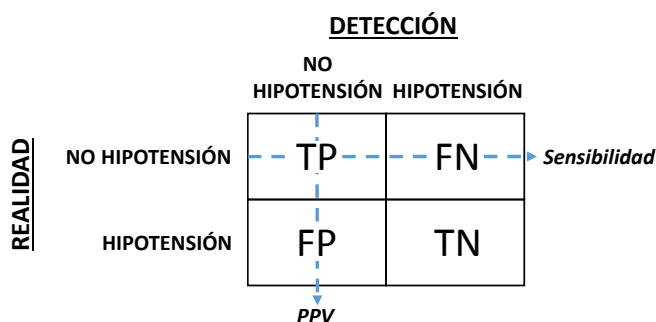 DETECCIÓN
NO
HIPOTENSIÓN HIPOTENSIÓN
REALIDAD
NO HIPOTENSIÓN TP FN Sensibilidad
HIPOTENSIÓN FP TN
PPV